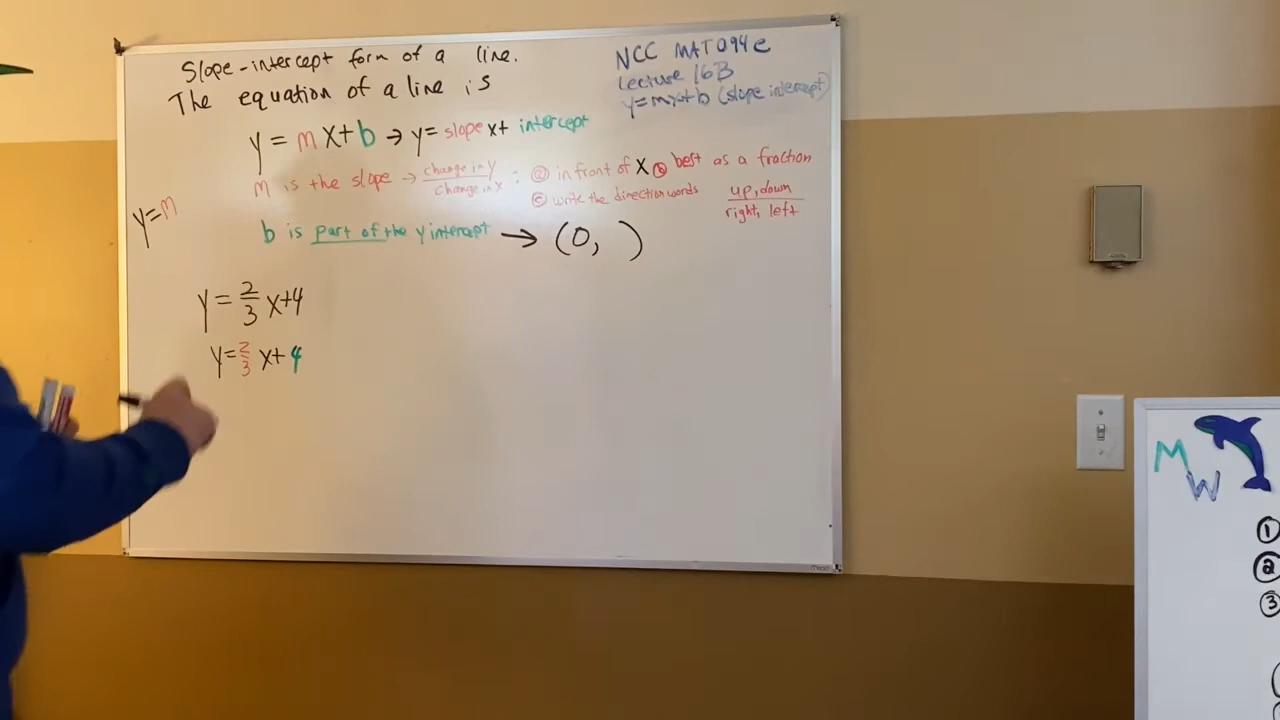 Slope-intercept form of a line.
The equation of a line is
NCC MAT094e
Lecture 16B
y=mx+b (slope intercept)
y = mx+b → y= slope x+ intercept
m is the slope → change in y / change in x : ⓐ in front of x ⓑ best as a fraction
ⓒ write the direction words up, down / right, left
y=m
b is part of the y intercept → (0, )
y = 2/3 x+4
y= 2/3 x+ 4
M
W
①
②
③